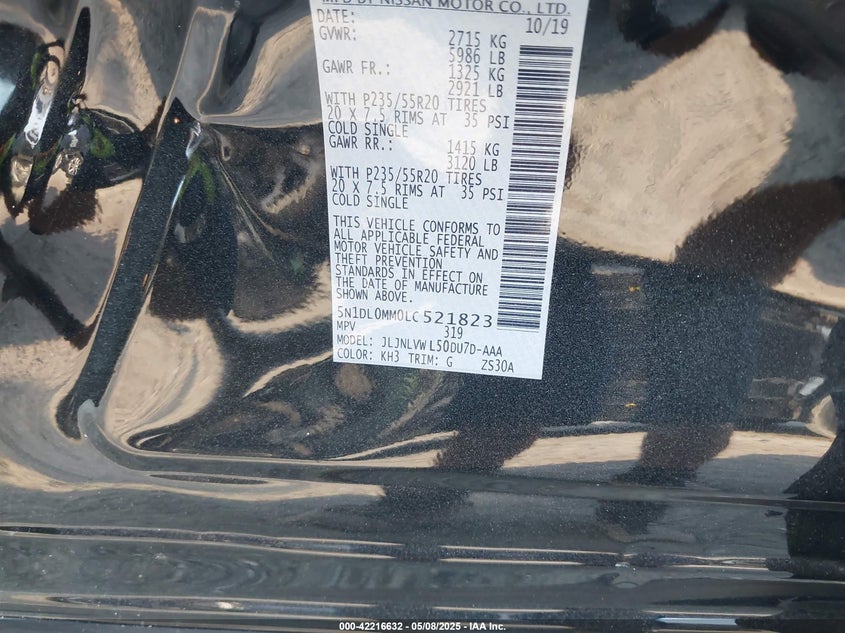 MFD BY NISSAN MOTOR CO., LTD.
DATE: 10/19
GVWR: 2715 KG
5986 LB
GAWR FR.: 1325 KG
2921 LB
WITH P235/55R20 TIRES
20 X 7.5 RIMS AT 35 PSI
COLD SINGLE
GAWR RR.: 1415 KG
3120 LB
WITH P235/55R20 TIRES
20 X 7.5 RIMS AT 35 PSI
COLD SINGLE
THIS VEHICLE CONFORMS TO
ALL APPLICABLE FEDERAL
MOTOR VEHICLE SAFETY AND
THEFT PREVENTION
STANDARDS IN EFFECT ON
THE DATE OF MANUFACTURE
SHOWN ABOVE.
5N1DL0MM0LC521823
MPV 319
MODEL: JLJNLVWL50DU7D-AAA
COLOR: KH3 TRIM: G ZS30A
000-42216632 - 05/08/2025 - IAA Inc.